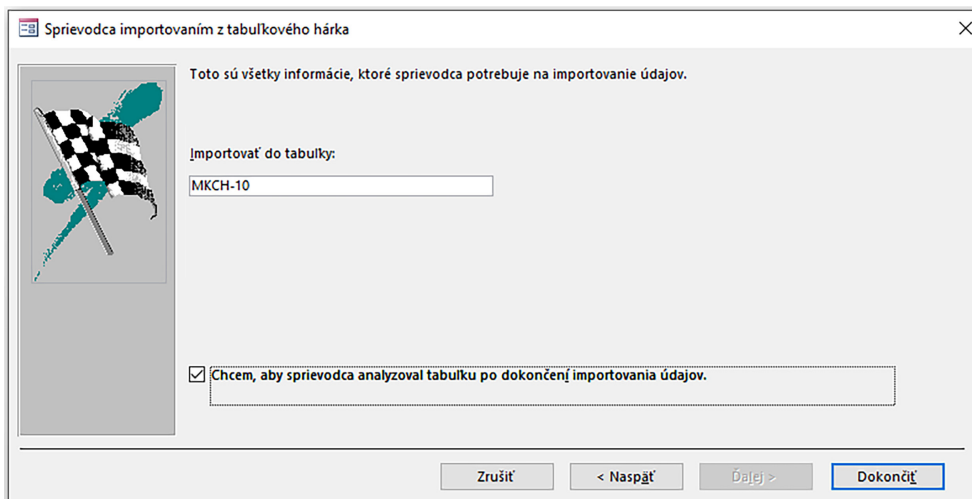 Sprievodca importovaním z tabuľkového hárka
Toto sú všetky informácie, ktoré sprievodca potrebuje na importovanie údajov.
Importovať do tabuľky:
MKCH-10
Chcem, aby sprievodca analyzoval tabuľku po dokončení importovania údajov.
Zrušiť
< Naspäť
Ďalej >
Dokončiť